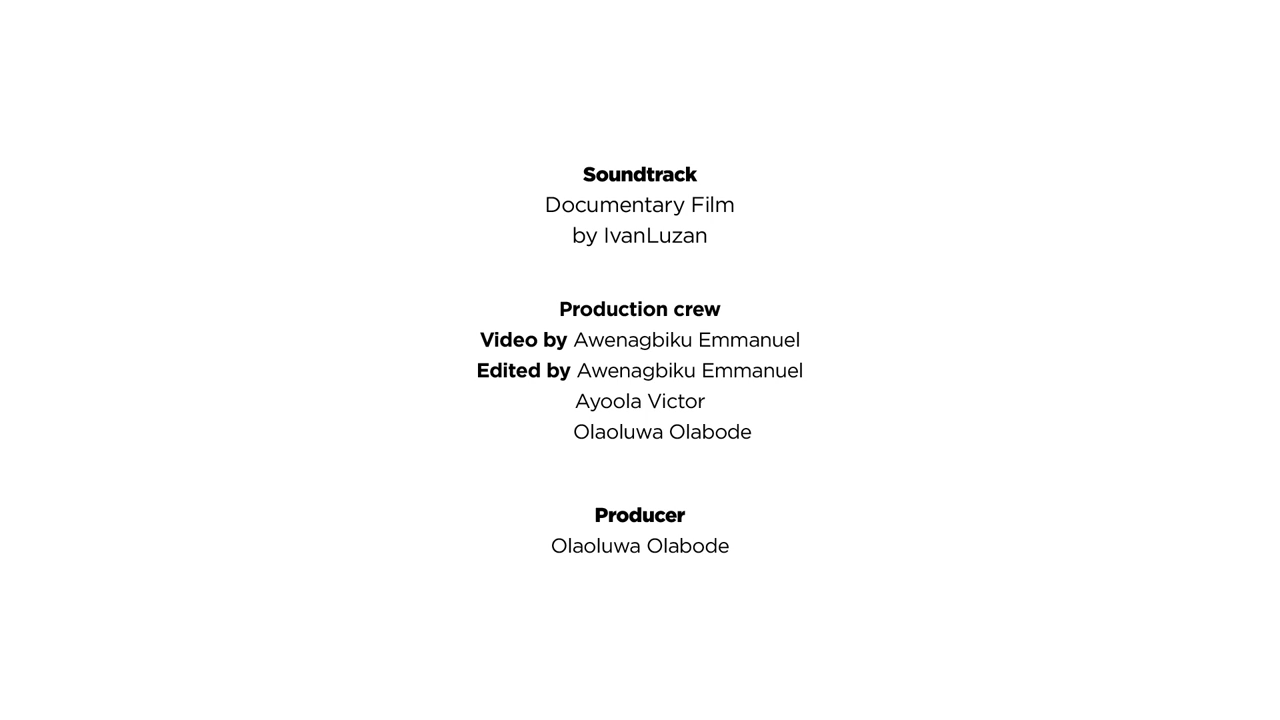 Soundtrack
Documentary Film
by IvanLuzan
Production crew
Video by Awenagbiku Emmanuel
Edited by Awenagbiku Emmanuel
Ayoola Victor
Olaoluwa Olabode
Producer
Olaoluwa Olabode